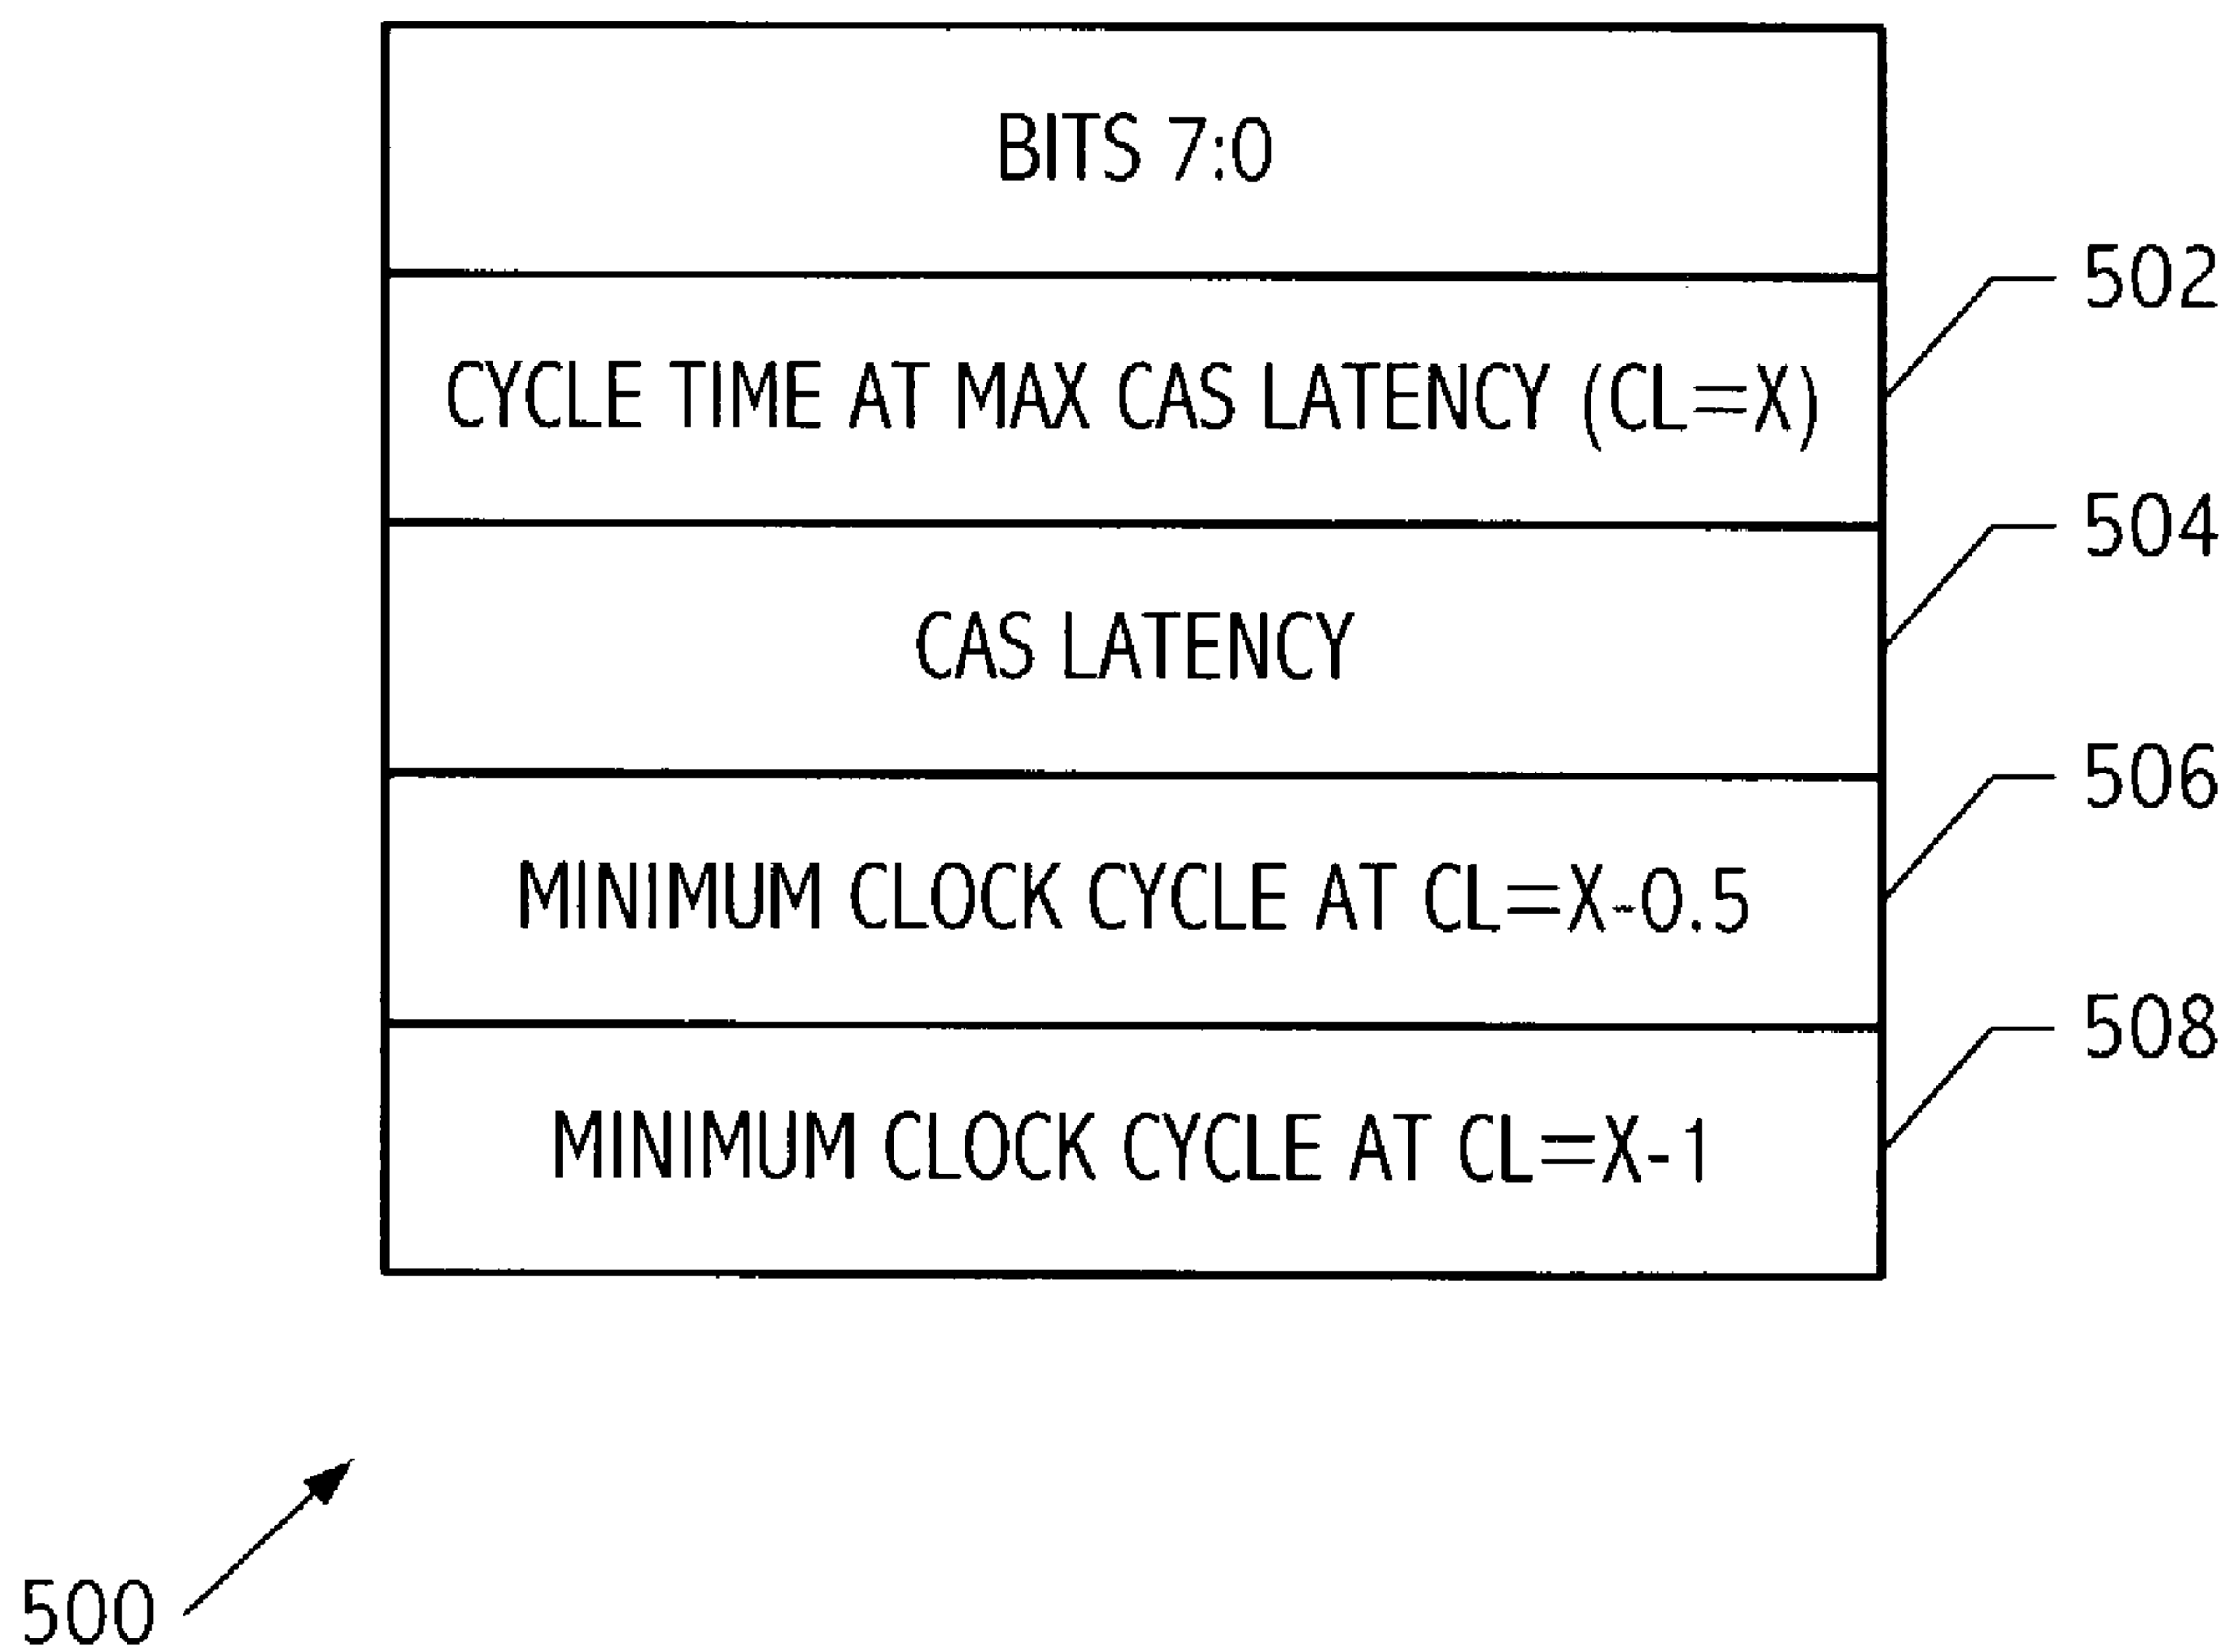 BITS 7:0
502
CYCLE TIME AT MAX CAS LATENCY (CL=X)
504
CAS LATENCY
506
MINIMUM CLOCK CYCLE AT CL=X-0.5
508
MINIMUM CLOCK CYCLE AT CL=X-1
500